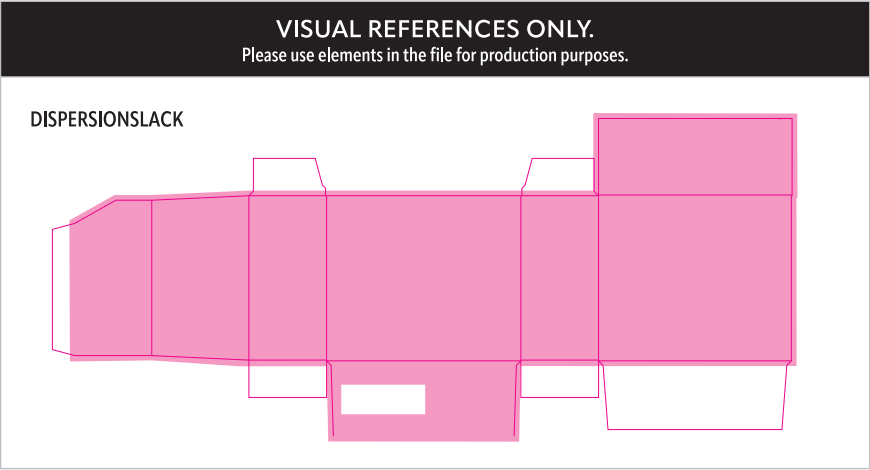 VISUAL REFERENCES ONLY.
Please use elements in the file for production purposes.
DISPERSIONSLACK